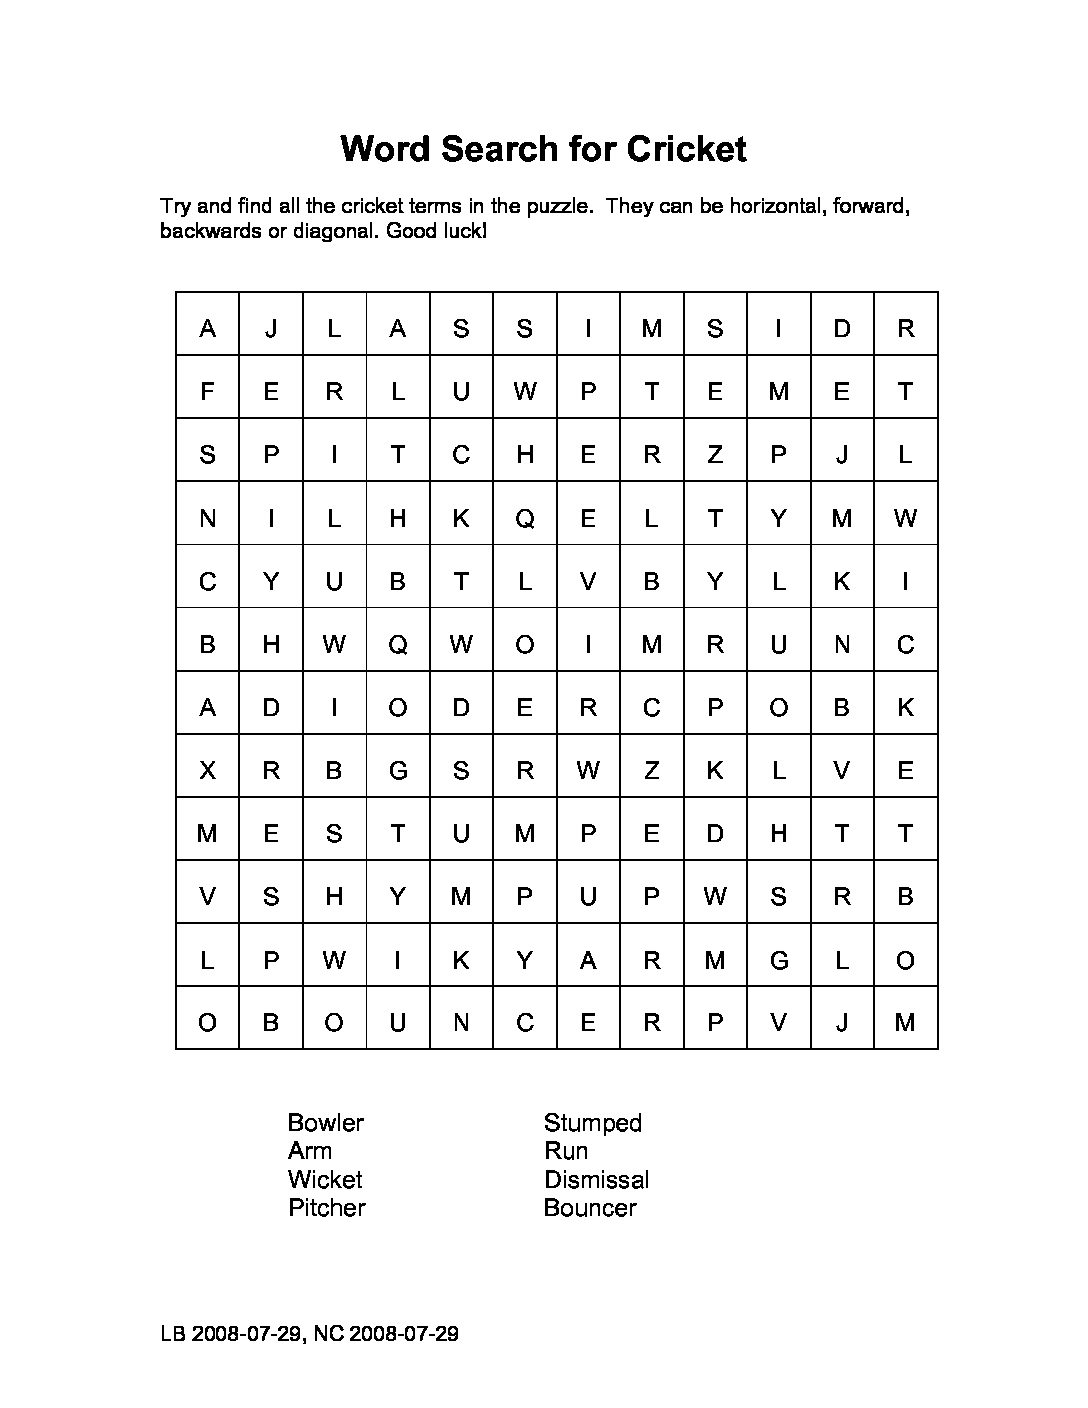 Word Search for Cricket
Try and find all the cricket terms in the puzzle. They can be horizontal, forward,
backwards or diagonal. Good luck!
A J L A S S I M S I D R
F E R L U W P T E M E T
S P I T C H E R Z P J L
N I L H K Q E L T Y M W
C Y U B T L V B Y L K I
B H W Q W O I M R U N C
A D I O D E R C P O B K
X R B G S R W Z K L V E
M E S T U M P E D H T T
V S H Y M P U P W S R B
L P W I K Y A R M G L O
O B O U N C E R P V J M
Bowler Stumped
Arm Run
Wicket Dismissal
Pitcher Bouncer
LB 2008-07-29, NC 2008-07-29